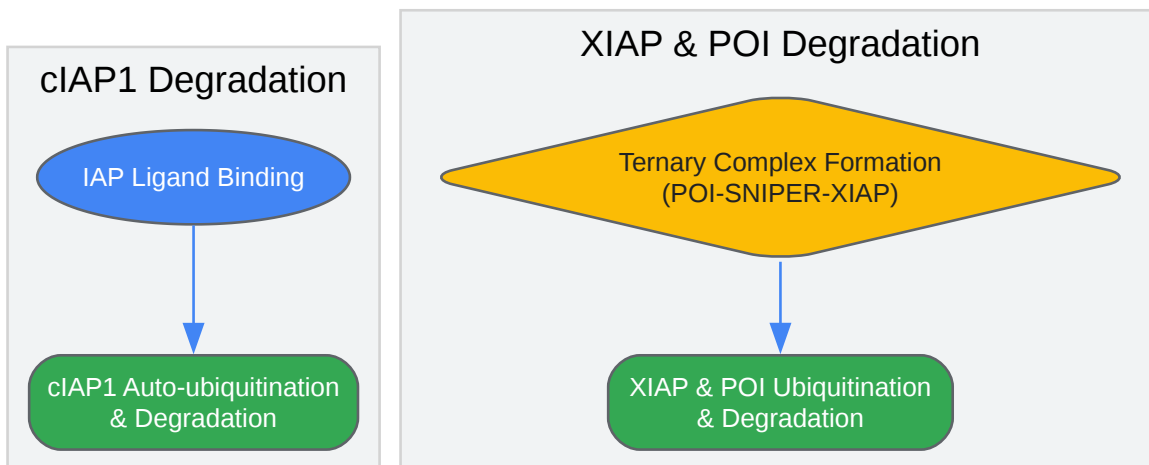 cIAP1 Degradation
IAP Ligand Binding
cIAP1 Auto-ubiquitination
& Degradation
XIAP & POI Degradation
Ternary Complex Formation
(POI-SNIPER-XIAP)
XIAP & POI Ubiquitination
& Degradation